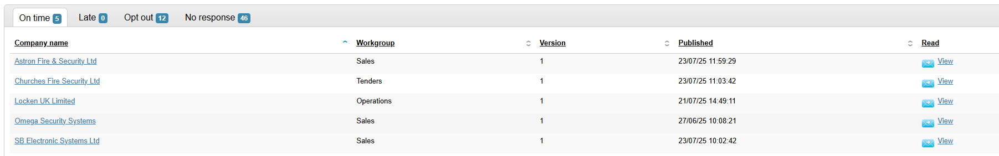 On time 5 Late 0 Opt out 12 No response 46
Company name Workgroup Version Published Read
Astron Fire & Security Ltd Sales 1 23/07/25 11:59:29 View
Churches Fire Security Ltd Tenders 1 23/07/25 11:03:42 View
Locken UK Limited Operations 1 21/07/25 14:49:11 View
Omega Security Systems Sales 1 27/06/25 10:08:21 View
SB Electronic Systems Ltd Sales 1 23/07/25 10:02:42 View